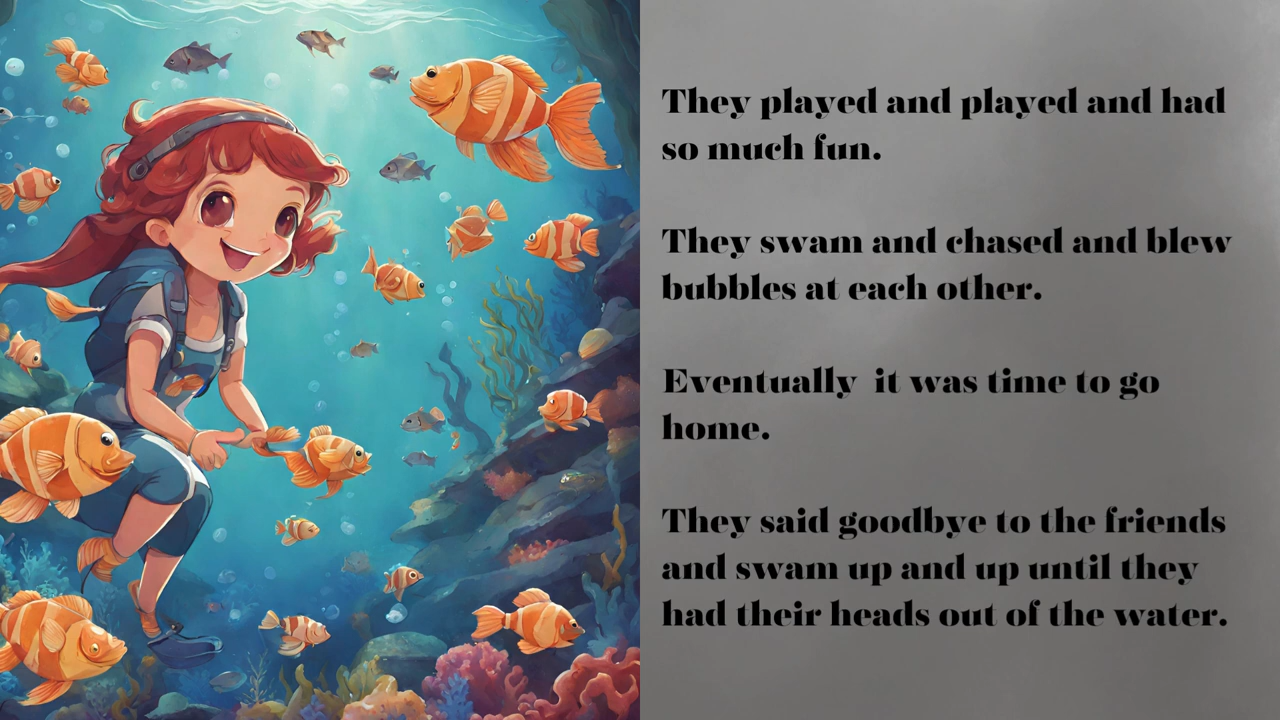 They played and played and had
so much fun.
They swam and chased and blew
bubbles at each other.
Eventually  it was time to go
home.
They said goodbye to the friends
and swam up and up until they
had their heads out of the water.